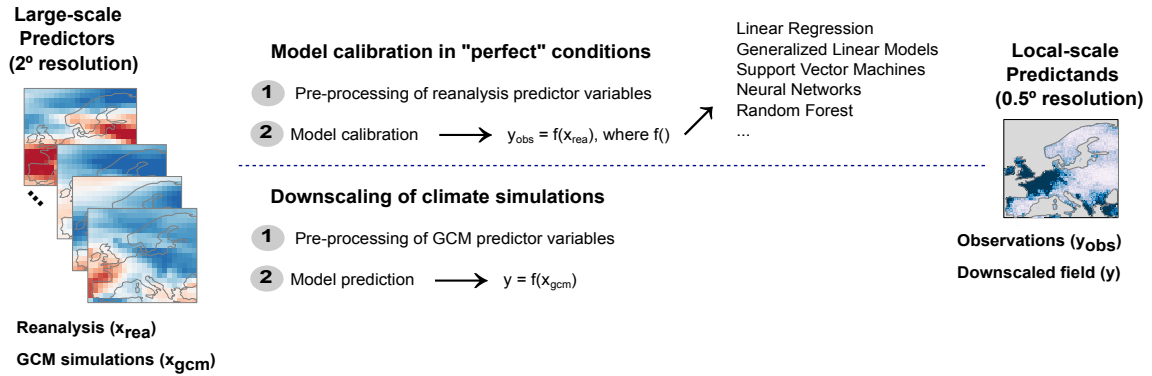 Large-scale
Predictors
(2º resolution)
Model calibration in "perfect" conditions
1 Pre-processing of reanalysis predictor variables
2 Model calibration → y_obs = f(x_rea), where f()
Linear Regression
Generalized Linear Models
Support Vector Machines
Neural Networks
Random Forest
...
Local-scale
Predictands
(0.5º resolution)
Downscaling of climate simulations
1 Pre-processing of GCM predictor variables
2 Model prediction → y = f(x_gcm)
Reanalysis (x_rea)
GCM simulations (x_gcm)
Observations (y_obs)
Downscaled field (y)